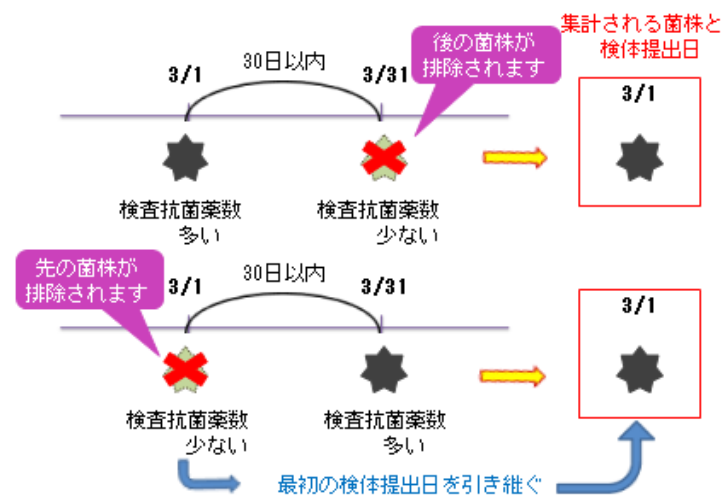 集計される菌株と
検体提出日
後の菌株が
排除されます
3/1
30日以内
3/31
3/1
検査抗菌薬数
多い
検査抗菌薬数
少ない
先の菌株が
排除されます
3/1
30日以内
3/31
3/1
検査抗菌薬数
少ない
検査抗菌薬数
多い
最初の検体提出日を引き継ぐ